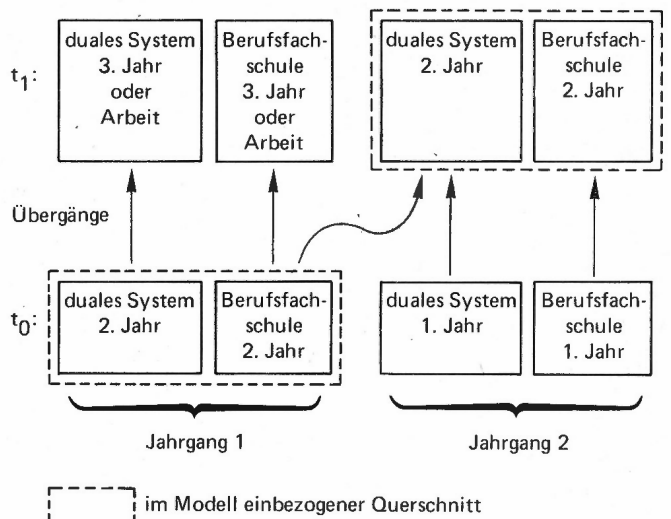 t1:
duales System
3. Jahr
oder
Arbeit
Berufsfach-
schule
3. Jahr
oder
Arbeit
duales System
2. Jahr
Berufsfach-
schule
2. Jahr
Übergänge
t0:
duales System
2. Jahr
Berufsfach-
schule
2. Jahr
duales System
1. Jahr
Berufsfach-
schule
1. Jahr
Jahrgang 1
Jahrgang 2
im Modell einbezogener Querschnitt